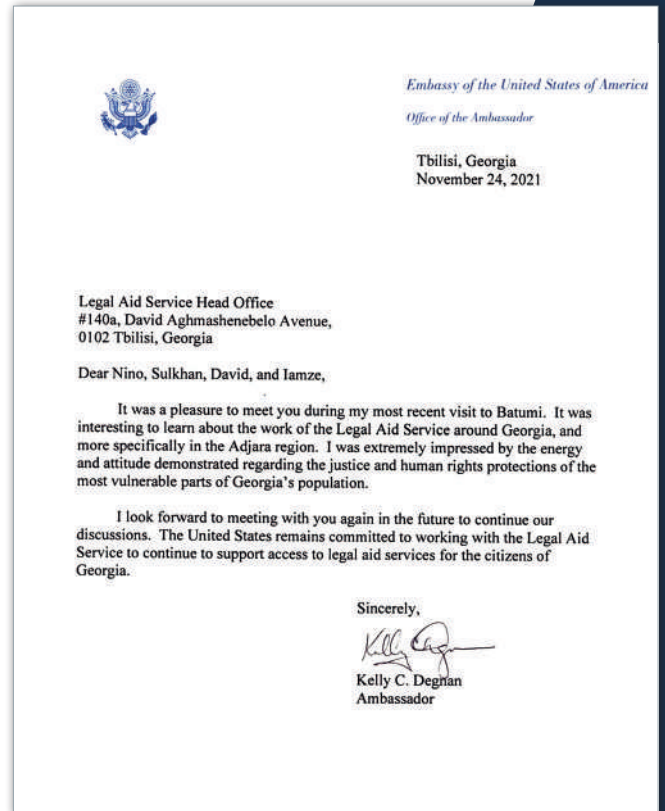 Embassy of the United States of America
Office of the Ambassador
Tbilisi, Georgia
November 24, 2021
Legal Aid Service Head Office
#140a, David Aghmashenebelo Avenue,
0102 Tbilisi, Georgia
Dear Nino, Sulkhan, David, and Iamze,
It was a pleasure to meet you during my most recent visit to Batumi. It was
interesting to learn about the work of the Legal Aid Service around Georgia, and
more specifically in the Adjara region. I was extremely impressed by the energy
and attitude demonstrated regarding the justice and human rights protections of the
most vulnerable parts of Georgia's population.
I look forward to meeting with you again in the future to continue our
discussions. The United States remains committed to working with the Legal Aid
Service to continue to support access to legal aid services for the citizens of
Georgia.
Sincerely,
Kelly C. Degnan
Ambassador